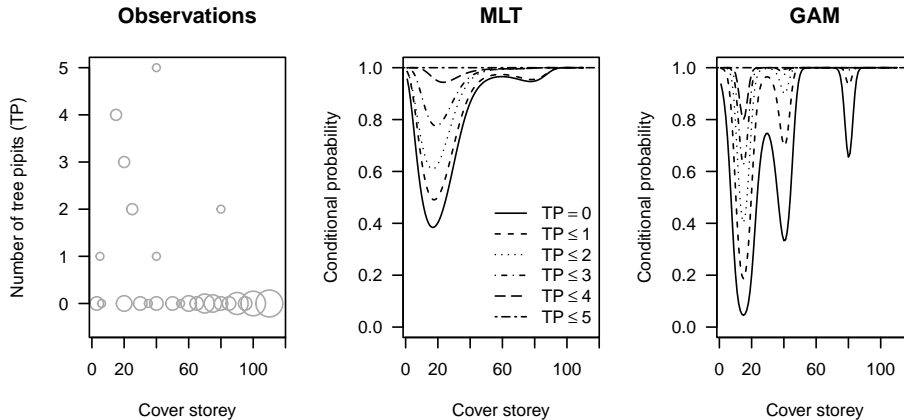 Observations
Number of tree pipits (TP)
5
4
3
2
1
0
0 20 60 100
Cover storey
MLT
Conditional probability
1.0
0.8
0.6
0.4
0.2
0.0
TP = 0
TP ≤ 1
TP ≤ 2
TP ≤ 3
TP ≤ 4
TP ≤ 5
0 20 60 100
Cover storey
GAM
Conditional probability
1.0
0.8
0.6
0.4
0.2
0.0
0 20 60 100
Cover storey